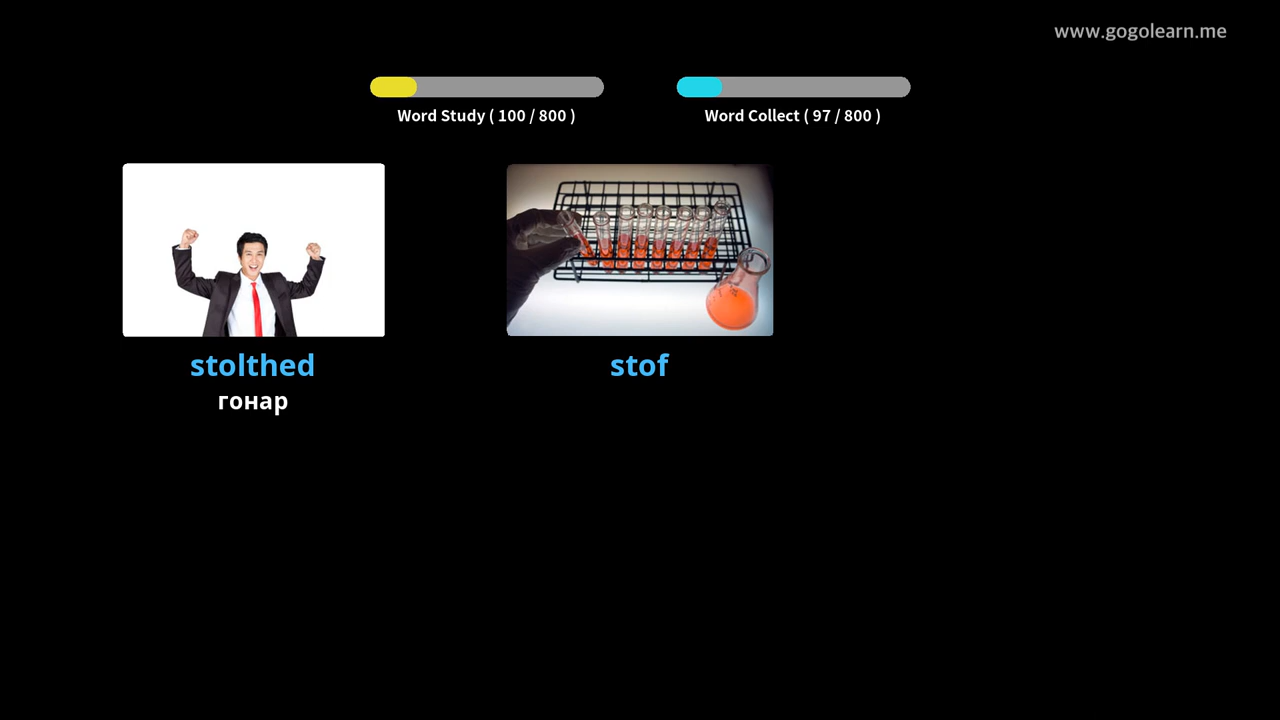 www.gogolearn.me
Word Study ( 100 / 800 )
Word Collect ( 97 / 800 )
stolthed
гонар
stof